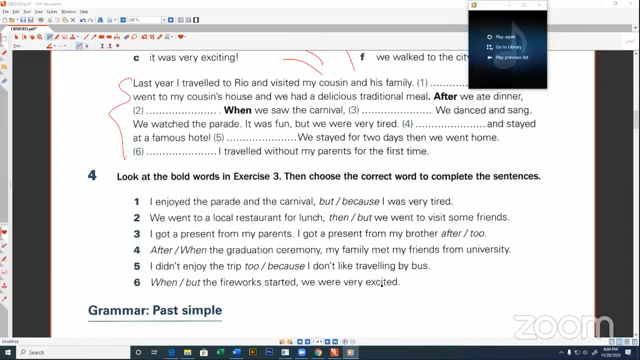 Play again
Go to Library
Play previous list
c it was very exciting!
f we walked to the city
Last year I travelled to Rio and visited my cousin and his family. (1) ....................
went to my cousin's house and we had a delicious traditional meal. After we ate dinner,
(2) ........................ When we saw the carnival, (3) ........................ We danced and sang.
We watched the parade. It was fun, but we were very tired. (4) ........................ and stayed
at a famous hotel (5) ........................ We stayed for two days then we went home.
(6) ........................ I travelled without my parents for the first time.
4 Look at the bold words in Exercise 3. Then choose the correct word to complete the sentences.
1 I enjoyed the parade and the carnival, but / because I was very tired.
2 We went to a local restaurant for lunch, then / but we went to visit some friends.
3 I got a present from my parents. I got a present from my brother after / too.
4 After / When the graduation ceremony, my family met my friends from university.
5 I didn't enjoy the trip too / because I don't like travelling by bus.
6 When / but the fireworks started, we were very excited.
Grammar: Past simple
zoom